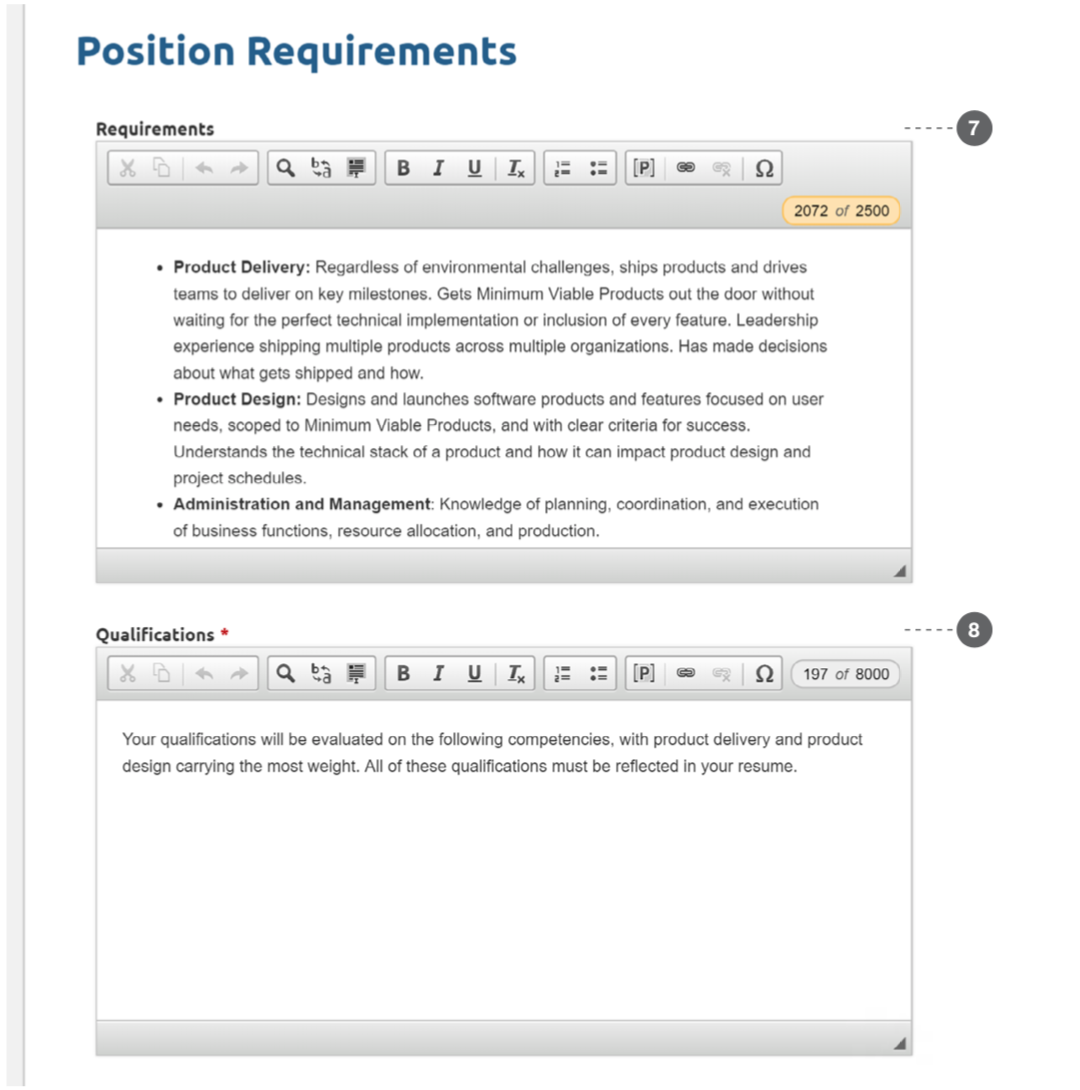 Position Requirements
Requirements
7
B I U Ix [P] Ω
2072 of 2500
• Product Delivery: Regardless of environmental challenges, ships products and drives
teams to deliver on key milestones. Gets Minimum Viable Products out the door without
waiting for the perfect technical implementation or inclusion of every feature. Leadership
experience shipping multiple products across multiple organizations. Has made decisions
about what gets shipped and how.
• Product Design: Designs and launches software products and features focused on user
needs, scoped to Minimum Viable Products, and with clear criteria for success.
Understands the technical stack of a product and how it can impact product design and
project schedules.
• Administration and Management: Knowledge of planning, coordination, and execution
of business functions, resource allocation, and production.
Qualifications *
8
B I U Ix [P] Ω 197 of 8000
Your qualifications will be evaluated on the following competencies, with product delivery and product
design carrying the most weight. All of these qualifications must be reflected in your resume.